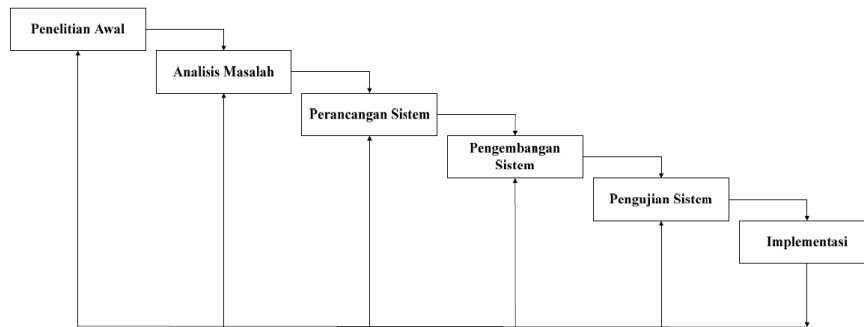 Penelitian Awal
Analisis Masalah
Perancangan Sistem
Pengembangan
Sistem
Pengujian Sistem
Implementasi